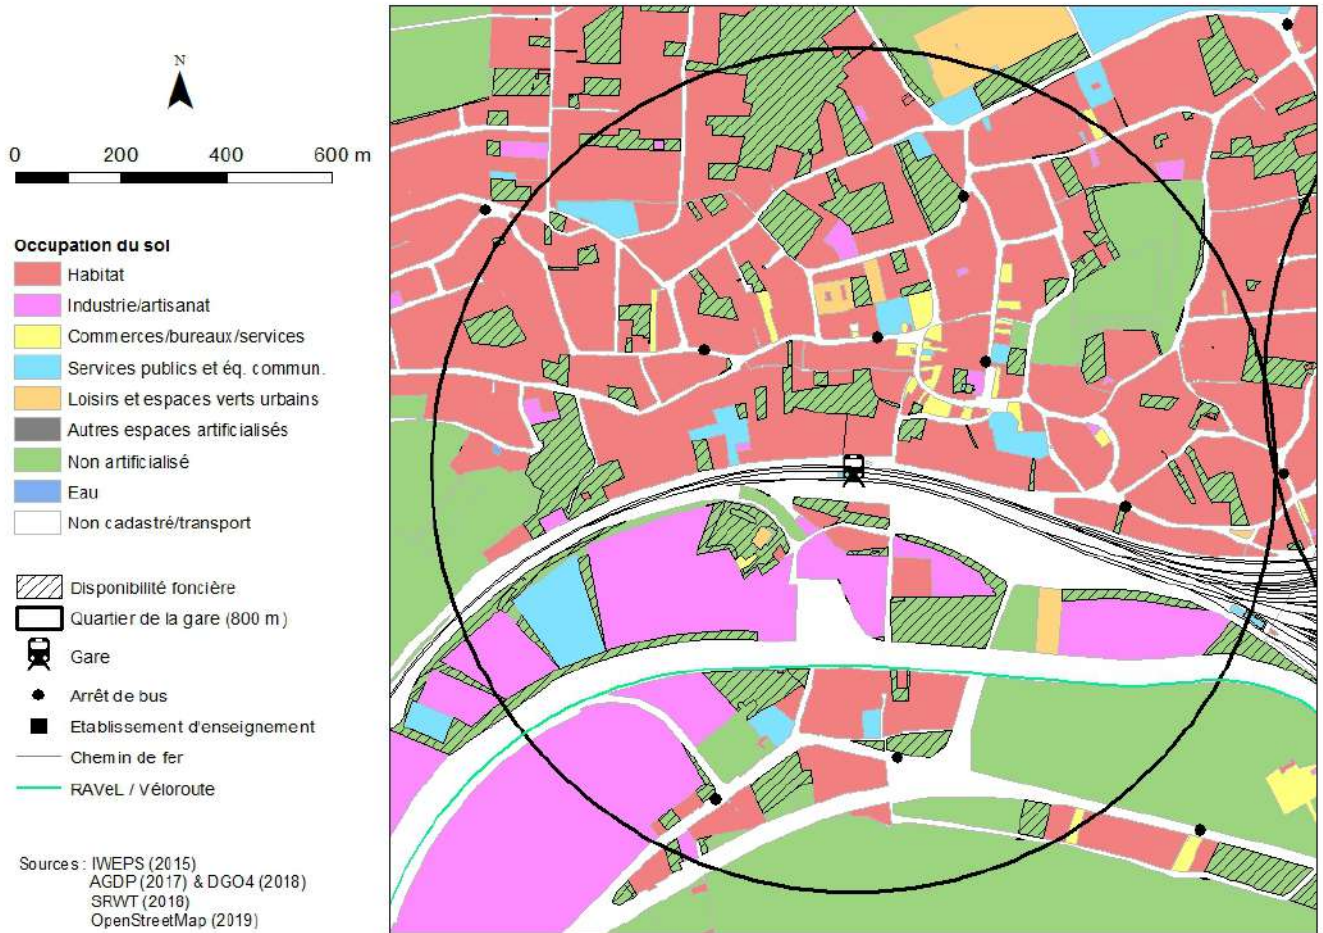 N
0 200 400 600 m
Occupation du sol
Habitat
Industrie/artisanat
Commerces/bureaux/services
Services publics et éq. commun.
Loisirs et espaces verts urbains
Autres espaces artificialisés
Non artificialisé
Eau
Non cadastré/transport
Disponibilité foncière
Quartier de la gare (800 m)
Gare
Arrêt de bus
Etablissement d'enseignement
Chemin de fer
RAVeL / Véloroute
Sources : IWEPS (2015)
AGDP (2017) & DGO4 (2018)
SRWT (2018)
OpenStreetMap (2019)